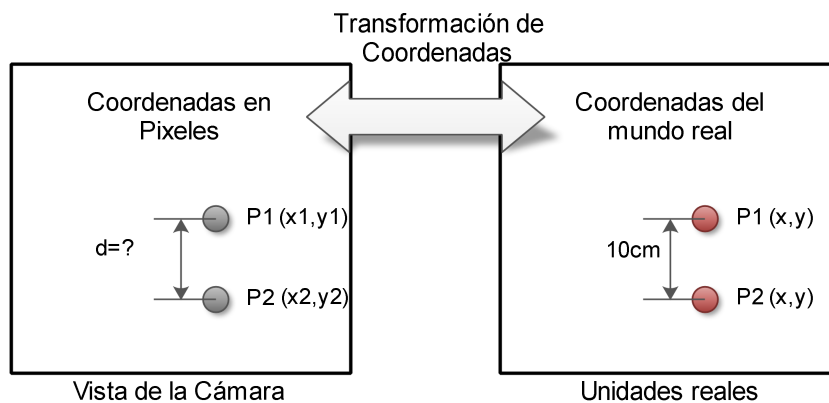 Transformación de
Coordenadas
Coordenadas en
Pixeles
P1 (x1,y1)
d=?
P2 (x2,y2)
Vista de la Cámara
Coordenadas del
mundo real
P1 (x,y)
10cm
P2 (x,y)
Unidades reales